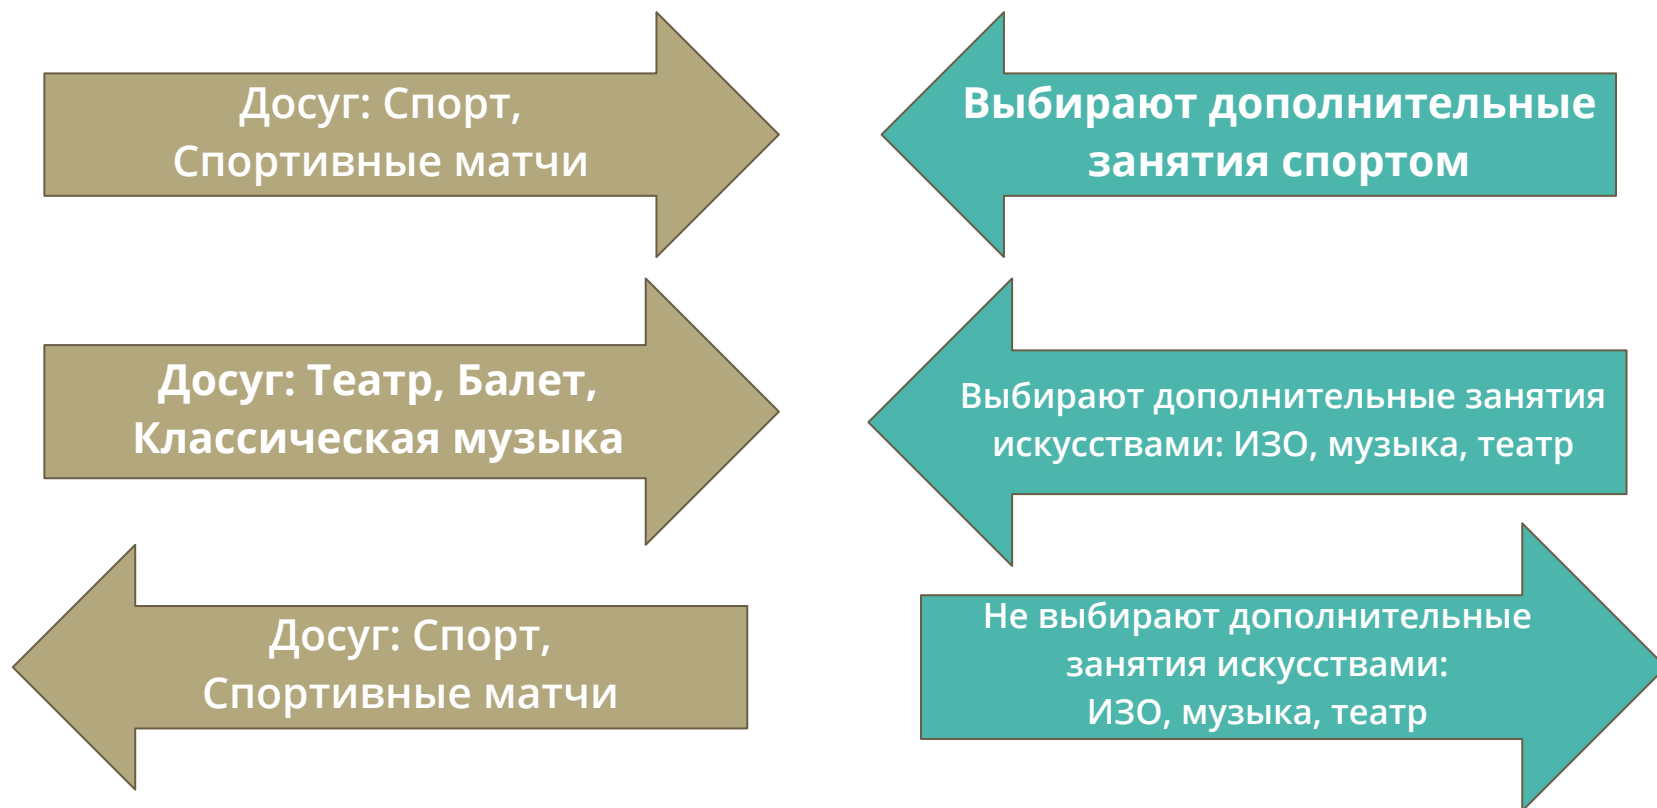 Досуг: Спорт,
Спортивные матчи
Выбирают дополнительные
занятия спортом
Досуг: Театр, Балет,
Классическая музыка
Выбирают дополнительные занятия
искусствами: ИЗО, музыка, театр
Досуг: Спорт,
Спортивные матчи
Не выбирают дополнительные
занятия искусствами:
ИЗО, музыка, театр